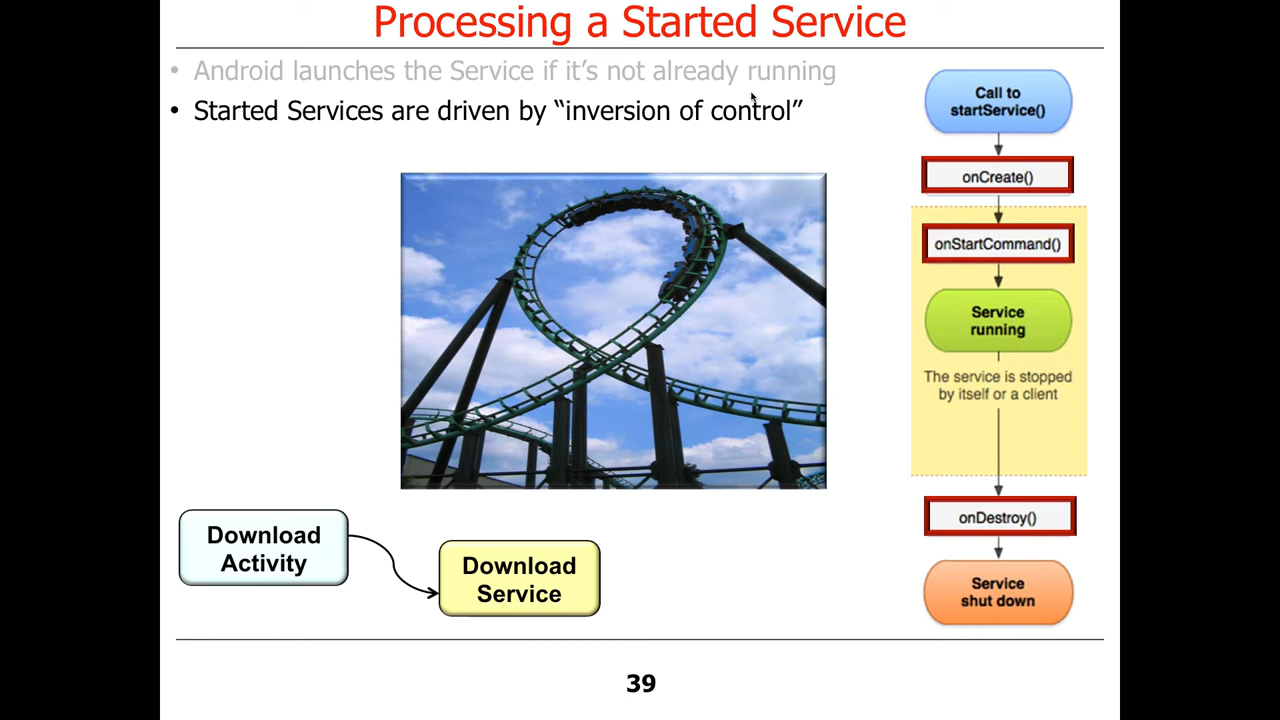 Processing a Started Service
• Android launches the Service if it’s not already running
• Started Services are driven by “inversion of control”
Call to
startService()
onCreate()
onStartCommand()
Service
running
The service is stopped
by itself or a client
onDestroy()
Service
shut down
Download
Activity
Download
Service
39